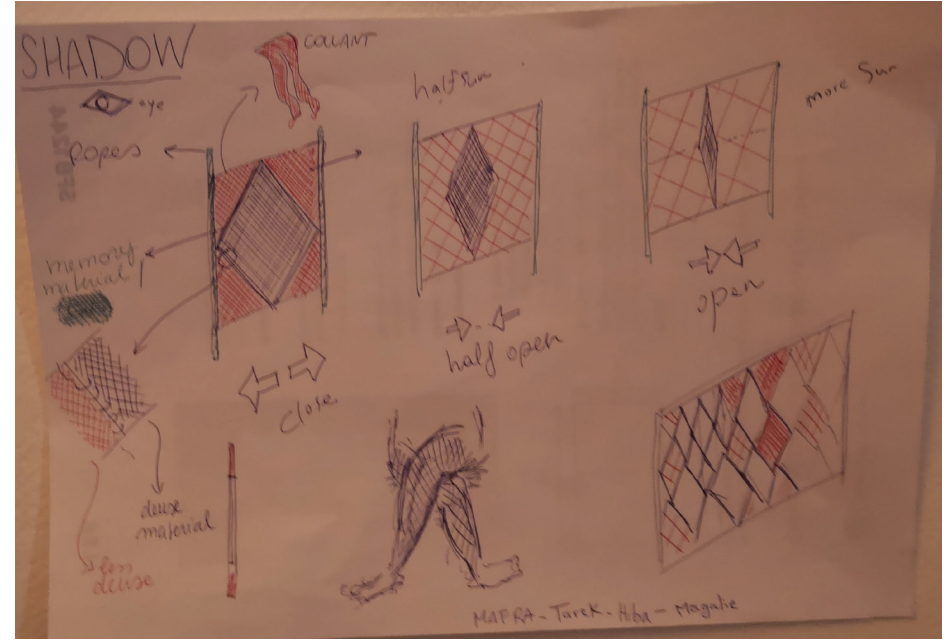 SHADOW
COLLANT
eye
half sun
more Sun
ropes
memory
material
close
half open
open
dense
material
less
dense
MAFRA - Tarek - Hiba - Magalie